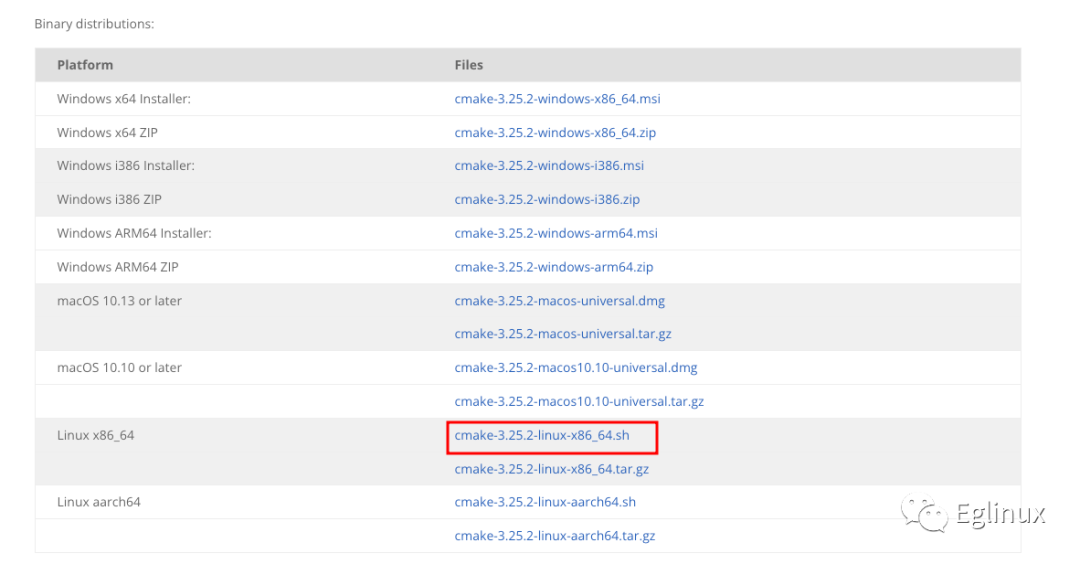 Binary distributions:
Platform Files
Windows x64 Installer: cmake-3.25.2-windows-x86_64.msi
Windows x64 ZIP cmake-3.25.2-windows-x86_64.zip
Windows i386 Installer: cmake-3.25.2-windows-i386.msi
Windows i386 ZIP cmake-3.25.2-windows-i386.zip
Windows ARM64 Installer: cmake-3.25.2-windows-arm64.msi
Windows ARM64 ZIP cmake-3.25.2-windows-arm64.zip
macOS 10.13 or later cmake-3.25.2-macos-universal.dmg
cmake-3.25.2-macos-universal.tar.gz
macOS 10.10 or later cmake-3.25.2-macos10.10-universal.dmg
cmake-3.25.2-macos10.10-universal.tar.gz
Linux x86_64 cmake-3.25.2-linux-x86_64.sh
cmake-3.25.2-linux-x86_64.tar.gz
Linux aarch64 cmake-3.25.2-linux-aarch64.sh
Eglinux
cmake-3.25.2-linux-aarch64.tar.gz